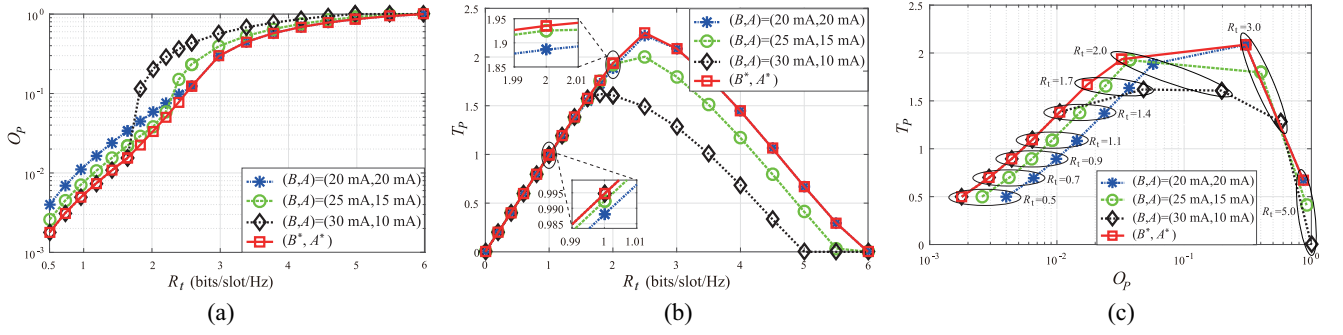 10⁰
10⁻¹
10⁻²
10⁻³
O_P
0.5
1
2
3
4
5
6
R_t (bits/slot/Hz)
(B,A)=(20 mA,20 mA)
(B,A)=(25 mA,15 mA)
(B,A)=(30 mA,10 mA)
(B*, A*)
(a)
2.5
2
1.5
1
0.5
0
T_P
0
1
2
3
4
5
6
R_t (bits/slot/Hz)
1.95
1.9
1.85
1.99
2
2.01
0.995
0.990
0.985
0.99
1
1.01
(B,A)=(20 mA,20 mA)
(B,A)=(25 mA,15 mA)
(B,A)=(30 mA,10 mA)
(B*, A*)
(b)
2.5
2
1.5
1
0.5
0
T_P
10⁻³
10⁻²
10⁻¹
10⁰
O_P
R_t=3.0
R_t=2.0
R_t=1.7
R_t=1.4
R_t=1.1
R_t=0.9
R_t=0.7
R_t=0.5
R_t=5.0
(B,A)=(20 mA,20 mA)
(B,A)=(25 mA,15 mA)
(B,A)=(30 mA,10 mA)
(B*, A*)
(c)